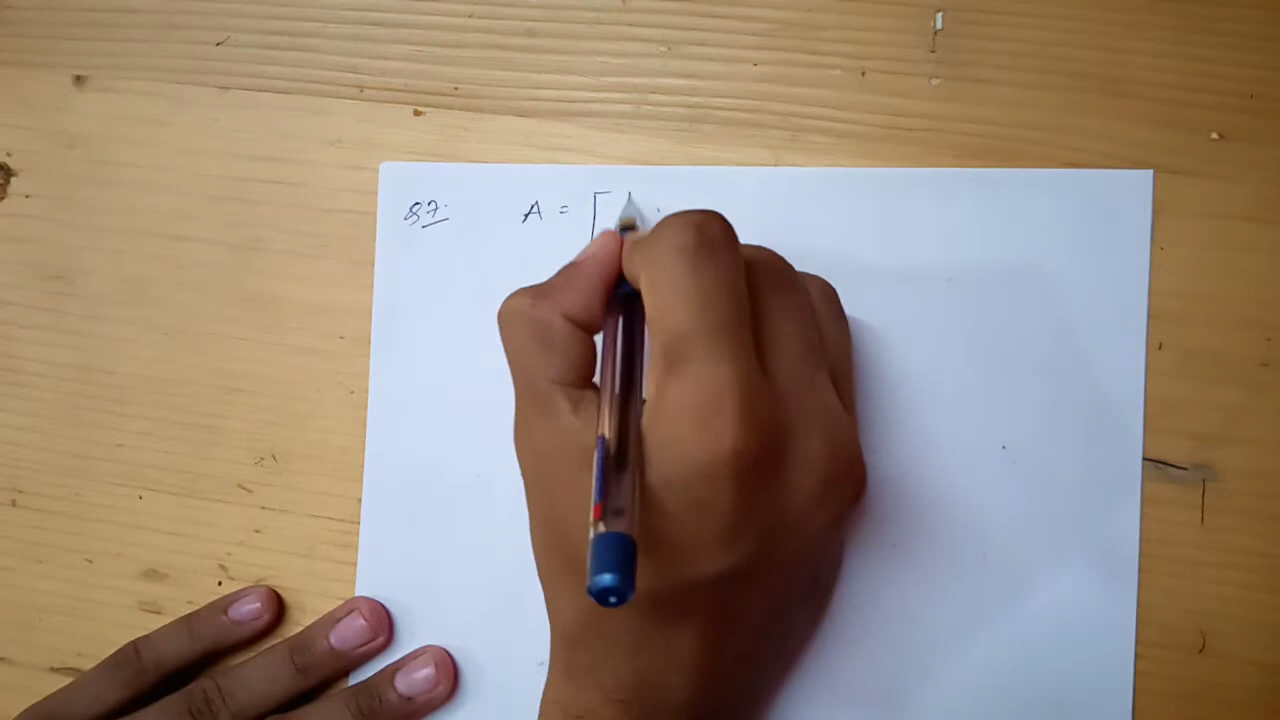 87. A = [